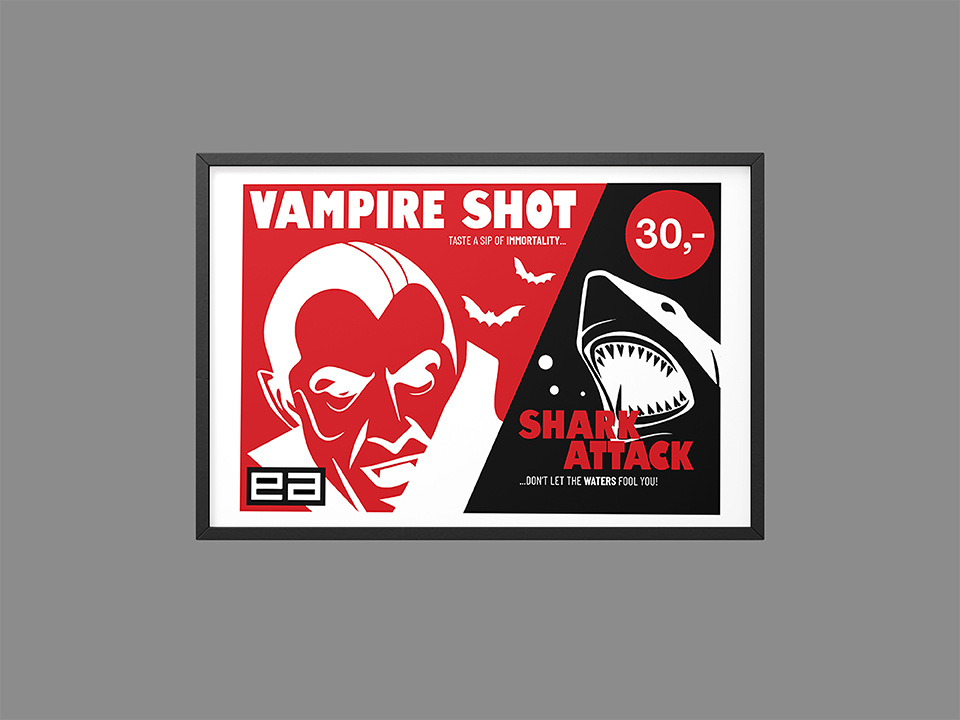 VAMPIRE SHOT
TASTE A SIP OF IMMORTALITY...
30,-
SHARK
ATTACK
...DON'T LET THE WATERS FOOL YOU!
ea